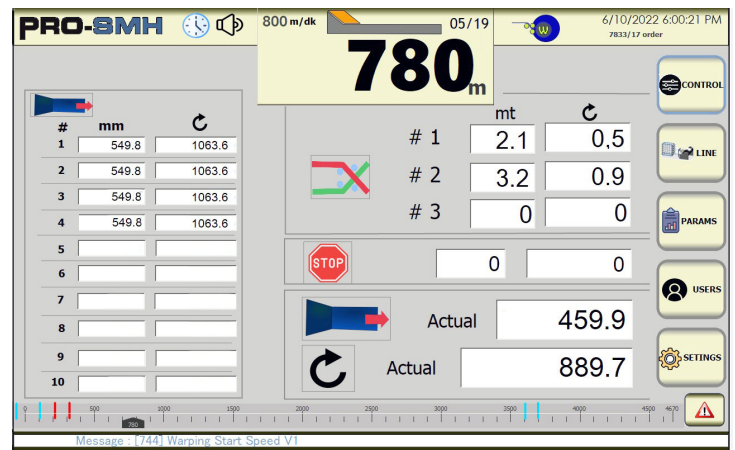 PRO-SMH
800 m/dk
05/19
W
6/10/2022 6:00:21 PM
7833/17 order
780 m
CONTROL
LINE
PARAMS
USERS
SETINGS
# mm
1 549.8 1063.6
2 549.8 1063.6
3 549.8 1063.6
4 549.8 1063.6
5
6
7
8
9
10
mt
# 1 2.1 0,5
# 2 3.2 0.9
# 3 0 0
STOP 0 0
Actual 459.9
Actual 889.7
0 500 1000 1500 2000 2500 3000 3500 4000 4500 4670
780
Message : [744] Warping Start Speed V1